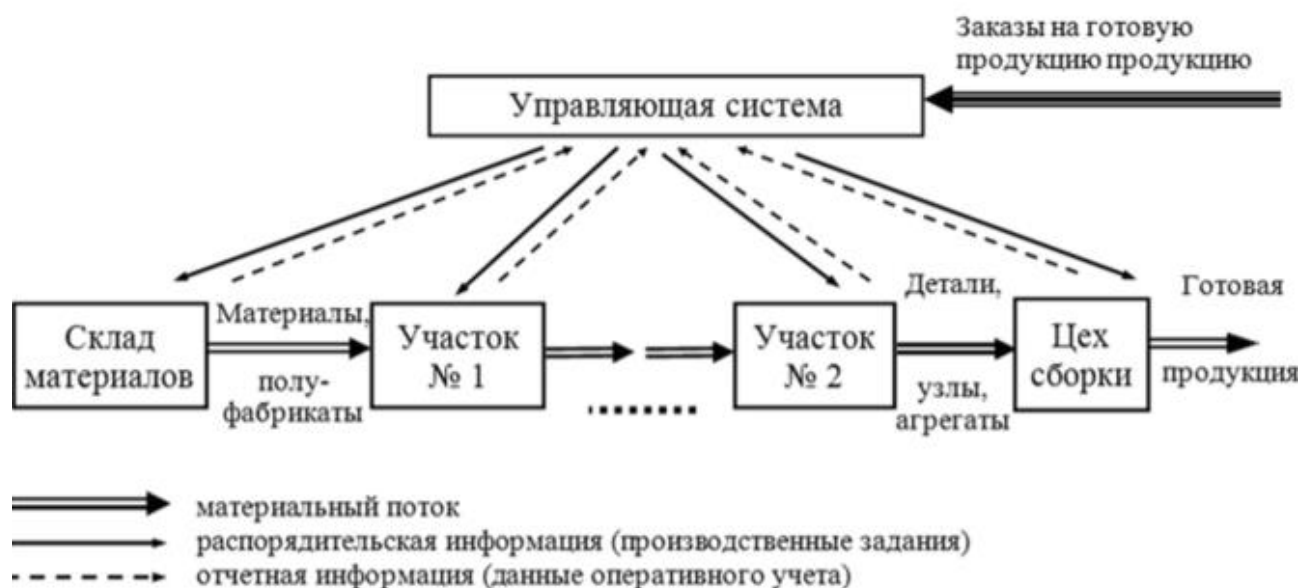 Заказы на готовую
продукцию продукцию
Управляющая система
Склад
материалов
Материалы,
полу-
фабрикаты
Участок
№ 1
Участок
№ 2
Детали,
узлы,
агрегаты
Цех
сборки
Готовая
продукция
материальный поток
распорядительская информация (производственные задания)
отчетная информация (данные оперативного учета)